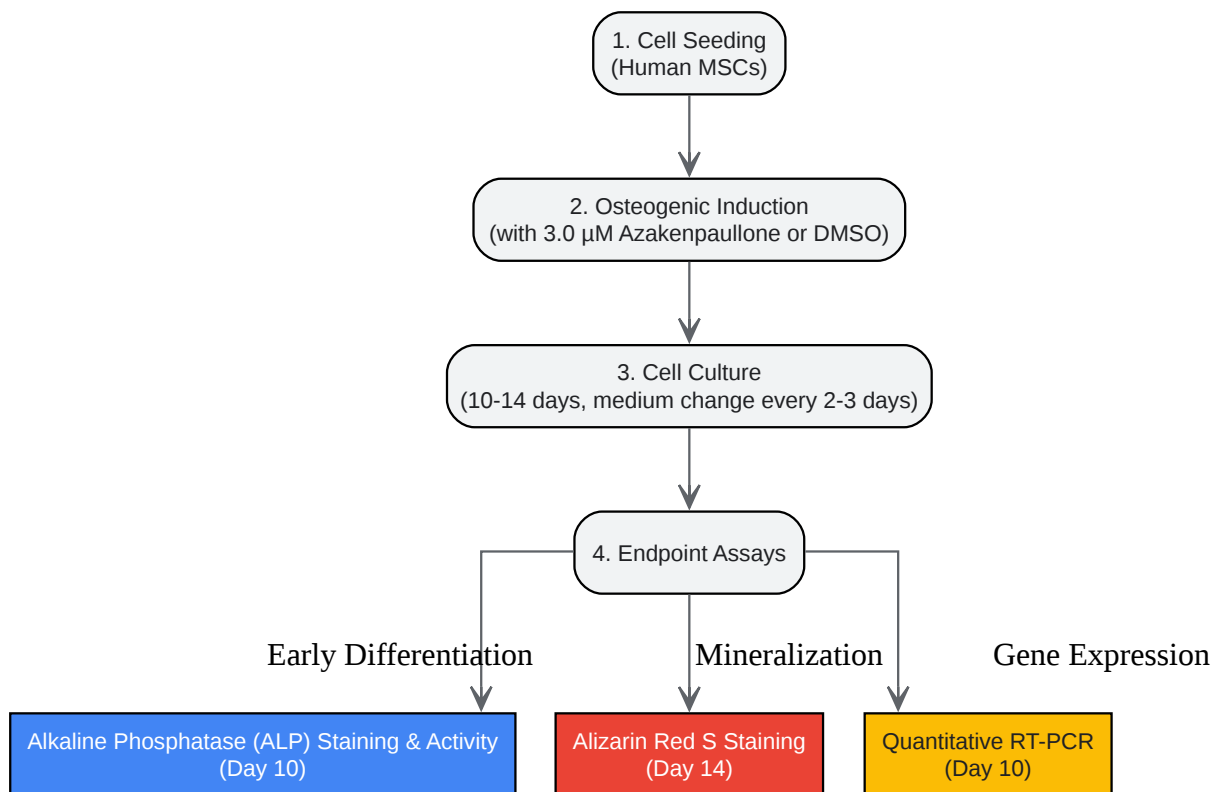 1. Cell Seeding
(Human MSCs)
2. Osteogenic Induction
(with 3.0 µM Azakenpaullone or DMSO)
3. Cell Culture
(10-14 days, medium change every 2-3 days)
4. Endpoint Assays
Early Differentiation
Mineralization
Gene Expression
Alkaline Phosphatase (ALP) Staining & Activity
(Day 10)
Alizarin Red S Staining
(Day 14)
Quantitative RT-PCR
(Day 10)